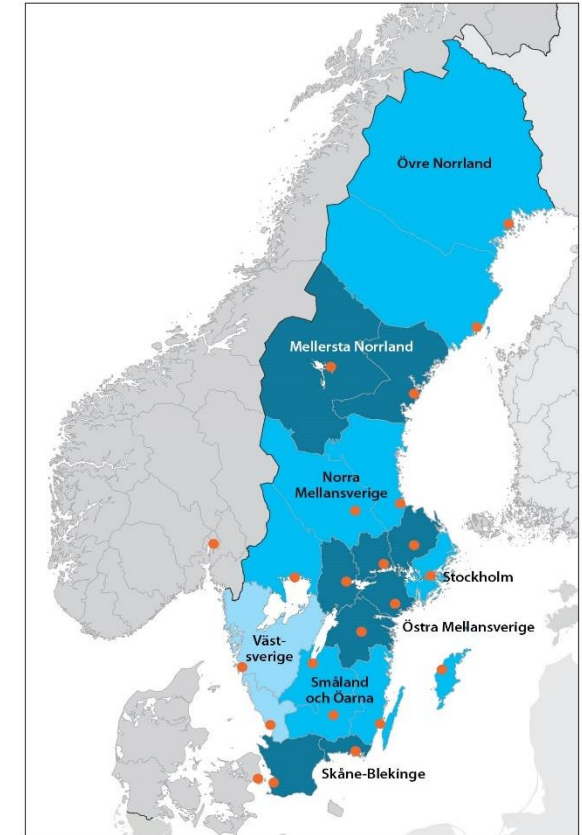 Övre Norrland
Mellersta Norrland
Norra
Mellansverige
Stockholm
Östra Mellansverige
Väst-
sverige
Småland
och Öarna
Skåne-Blekinge